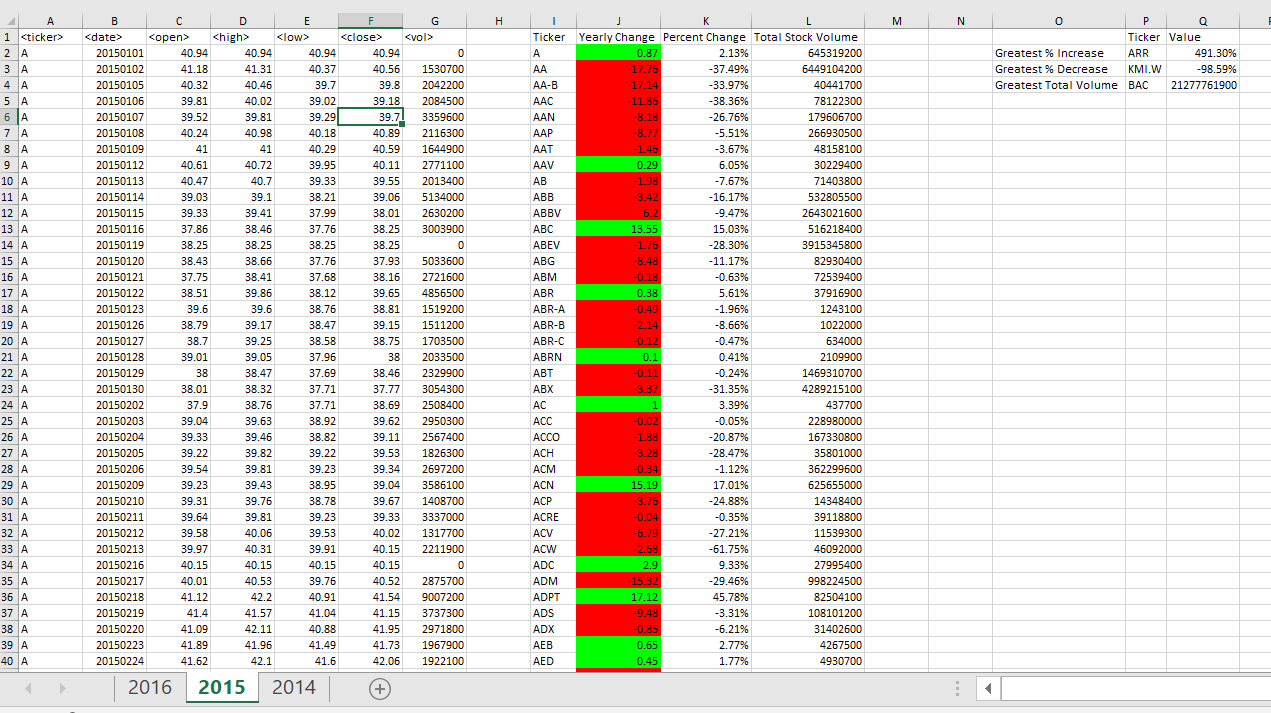 A B C D E F G H I J K L M N O P Q
1 <ticker> <date> <open> <high> <low> <close> <vol> Ticker Yearly Change Percent Change Total Stock Volume Ticker Value
2 A 20150101 40.94 40.94 40.94 40.94 0 A 0.87 2.13% 645319200 Greatest % Increase ARR 491.30%
3 A 20150102 41.18 41.31 40.37 40.56 1530700 AA -17.76 -37.49% 6449104200 Greatest % Decrease KMI.W -98.59%
4 A 20150105 40.32 40.46 39.7 39.8 2042200 AA-B -17.14 -33.97% 40441700 Greatest Total Volume BAC 21277761900
5 A 20150106 39.81 40.02 39.02 39.18 2084500 AAC -11.86 -38.36% 78122300
6 A 20150107 39.52 39.81 39.29 39.7 3359600 AAN -8.18 -26.76% 179606700
7 A 20150108 40.24 40.98 40.18 40.89 2116300 AAP -8.77 -5.51% 266930500
8 A 20150109 41 41 40.29 40.59 1644900 AAT -1.46 -3.67% 48158100
9 A 20150112 40.61 40.72 39.95 40.11 2771100 AAV 0.29 6.05% 30229400
10 A 20150113 40.47 40.7 39.33 39.55 2013400 AB -1.98 -7.67% 71403800
11 A 20150114 39.03 39.1 38.21 39.06 5134000 ABB -3.42 -16.17% 532805500
12 A 20150115 39.33 39.41 37.99 38.01 2630200 ABBV -6.2 -9.47% 2643021600
13 A 20150116 37.86 38.46 37.76 38.25 3003900 ABC 13.55 15.03% 516218400
14 A 20150119 38.25 38.25 38.25 38.25 0 ABEV -1.76 -28.30% 3915345800
15 A 20150120 38.43 38.66 37.76 37.93 5033600 ABG -8.48 -11.17% 82930400
16 A 20150121 37.75 38.41 37.68 38.16 2721600 ABM -0.18 -0.63% 72539400
17 A 20150122 38.51 39.86 38.12 39.65 4856500 ABR 0.38 5.61% 37916900
18 A 20150123 39.6 39.6 38.76 38.81 1519200 ABR-A -0.49 -1.96% 1243100
19 A 20150126 38.79 39.17 38.47 39.15 1511200 ABR-B -2.14 -8.66% 1022000
20 A 20150127 38.7 39.25 38.58 38.75 1703500 ABR-C -0.12 -0.47% 634000
21 A 20150128 39.01 39.05 37.96 38 2033500 ABRN 0.1 0.41% 2109900
22 A 20150129 38 38.47 37.69 38.46 2329900 ABT -0.11 -0.24% 1469310700
23 A 20150130 38.01 38.32 37.71 37.77 3054300 ABX -3.37 -31.35% 4289215100
24 A 20150202 37.9 38.76 37.71 38.69 2508400 AC 1 3.39% 437700
25 A 20150203 39.04 39.63 38.92 39.62 2950300 ACC -0.02 -0.05% 228980000
26 A 20150204 39.33 39.46 38.82 39.11 2567400 ACCO -1.88 -20.87% 167330800
27 A 20150205 39.22 39.82 39.22 39.53 1826300 ACH -3.28 -28.47% 35801000
28 A 20150206 39.54 39.81 39.23 39.34 2697200 ACM -0.34 -1.12% 362299600
29 A 20150209 39.23 39.43 38.95 39.04 3586100 ACN 15.19 17.01% 625655000
30 A 20150210 39.31 39.76 38.78 39.67 1408700 ACP -3.76 -24.88% 14348400
31 A 20150211 39.64 39.81 39.23 39.33 3337000 ACRE -0.04 -0.35% 39118800
32 A 20150212 39.58 40.06 39.53 40.02 1317700 ACV -6.79 -27.21% 11539300
33 A 20150213 39.97 40.31 39.91 40.15 2211900 ACW -2.68 -61.75% 46092000
34 A 20150216 40.15 40.15 40.15 40.15 0 ADC 2.9 9.33% 27995400
35 A 20150217 40.01 40.53 39.76 40.52 2875700 ADM -15.32 -29.46% 998224500
36 A 20150218 41.12 42.2 40.91 41.54 9007200 ADPT 17.12 45.78% 82504100
37 A 20150219 41.4 41.57 41.04 41.15 3737300 ADS -9.48 -3.31% 108101200
38 A 20150220 41.09 42.11 40.88 41.95 2971800 ADX -0.85 -6.21% 31402600
39 A 20150223 41.89 41.96 41.49 41.73 1967900 AEB 0.65 2.77% 4267500
40 A 20150224 41.62 42.1 41.6 42.06 1922100 AED 0.45 1.77% 4930700
2016 2015 2014